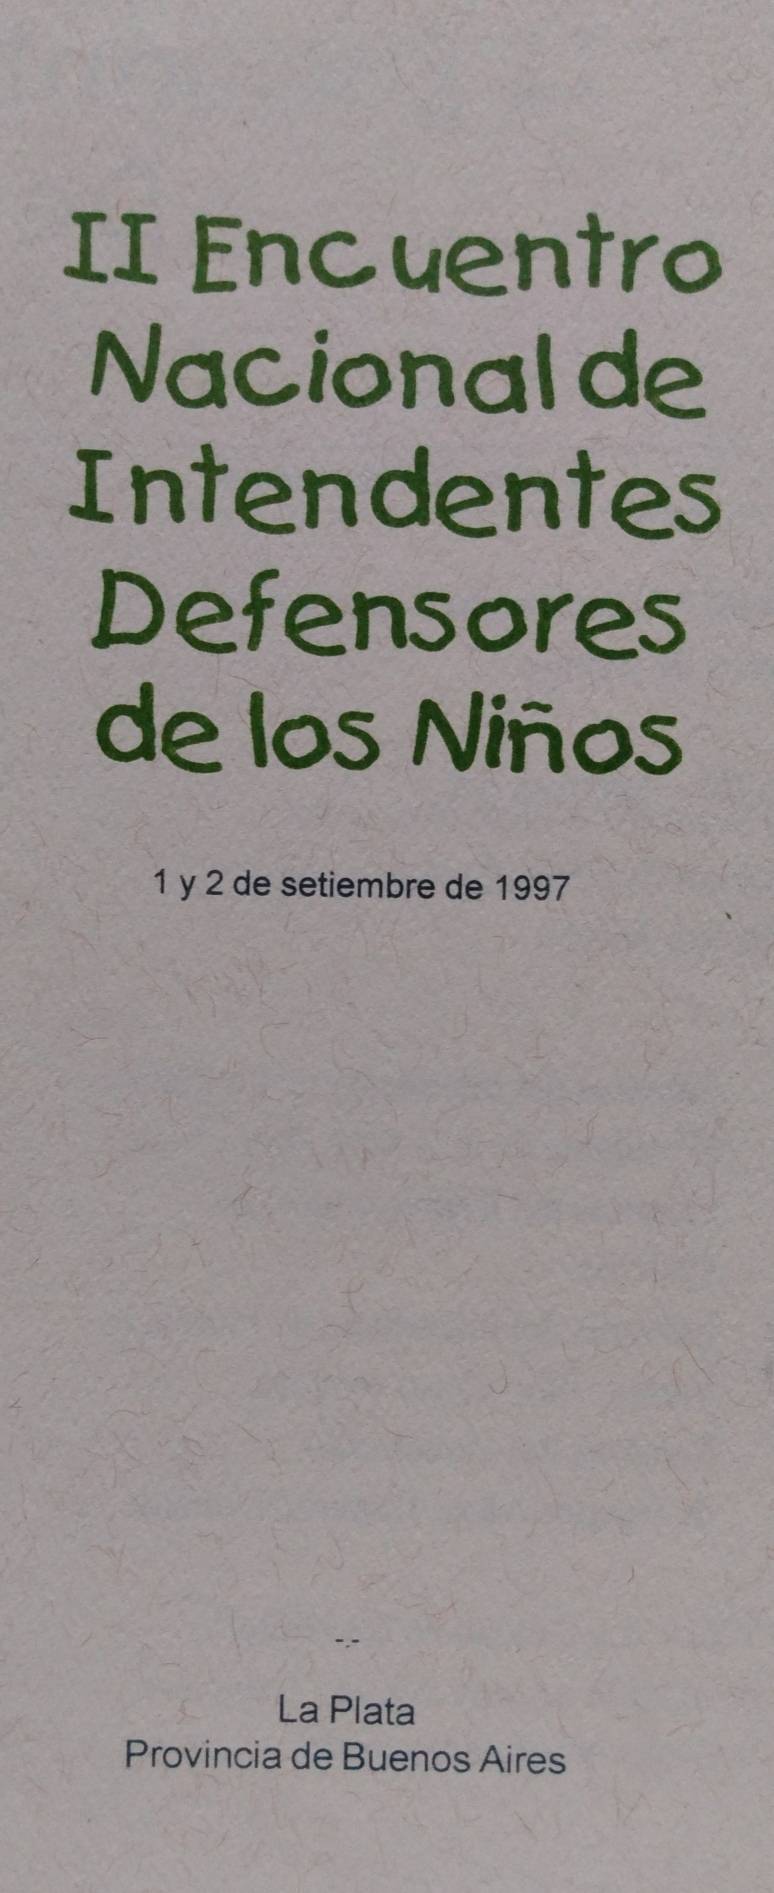 II Encuentro
Nacional de
Intendentes
Defensores
de los Niños
1 y 2 de setiembre de 1997
-.-
La Plata
Provincia de Buenos Aires